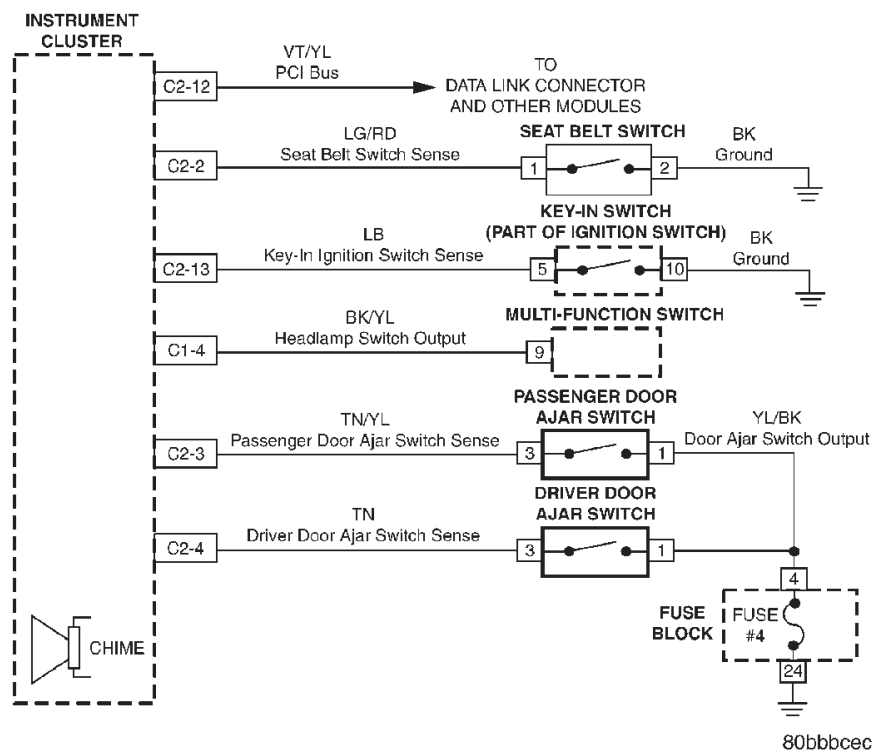 INSTRUMENT
CLUSTER
C2-12
VT/YL
PCI Bus
TO
DATA LINK CONNECTOR
AND OTHER MODULES
C2-2
LG/RD
Seat Belt Switch Sense
SEAT BELT SWITCH
1
2
BK
Ground
C2-13
LB
Key-In Ignition Switch Sense
KEY-IN SWITCH
(PART OF IGNITION SWITCH)
5
10
BK
Ground
C1-4
BK/YL
Headlamp Switch Output
MULTI-FUNCTION SWITCH
9
C2-3
TN/YL
Passenger Door Ajar Switch Sense
PASSENGER DOOR
AJAR SWITCH
3
1
YL/BK
Door Ajar Switch Output
C2-4
TN
Driver Door Ajar Switch Sense
DRIVER DOOR
AJAR SWITCH
3
1
4
FUSE
BLOCK
FUSE
#4
24
CHIME
80bbbcec